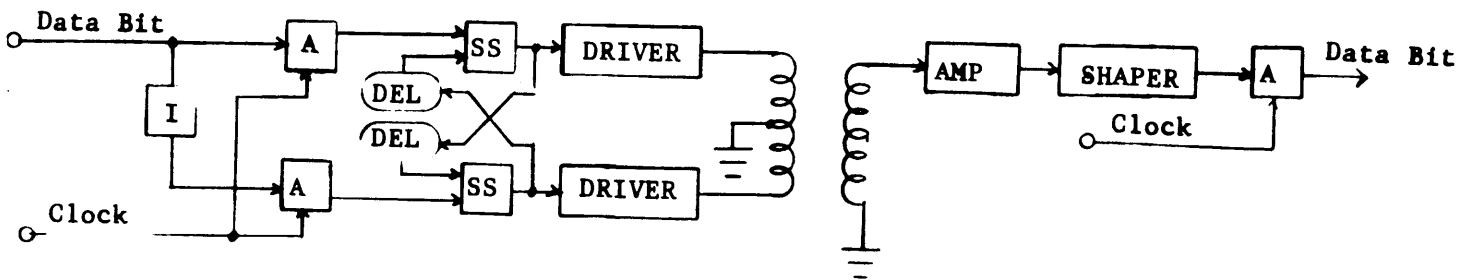 Data Bit
A
SS
DRIVER
DEL
I
DEL
A
SS
DRIVER
Clock
AMP
SHAPER
A
Data Bit
Clock